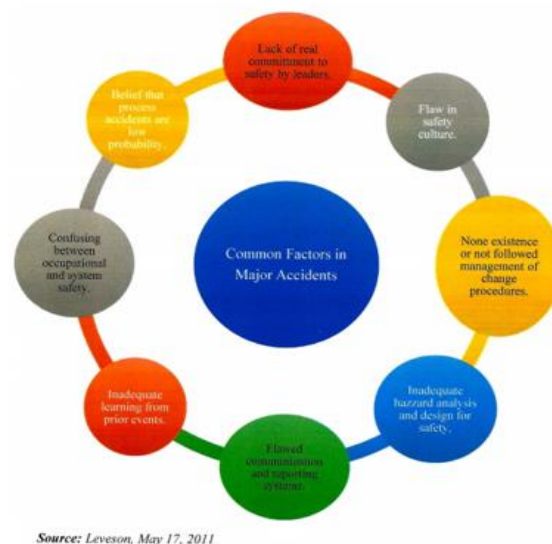 Lack of real
commitment to
safety by leaders.
Flaw in
safety
culture.
None existence
or not followed
management of
change
procedures.
Inadequate
hazzard analysis
and design for
safety.
Flawed
communication
and reporting
systems.
Inadequate
learning from
prior events.
Confusing
between
occupazional
and system
safety.
Belief that
process
accidents are
low
probability.
Common Factors in
Major Accidents
Source: Leveson, May 17, 2011